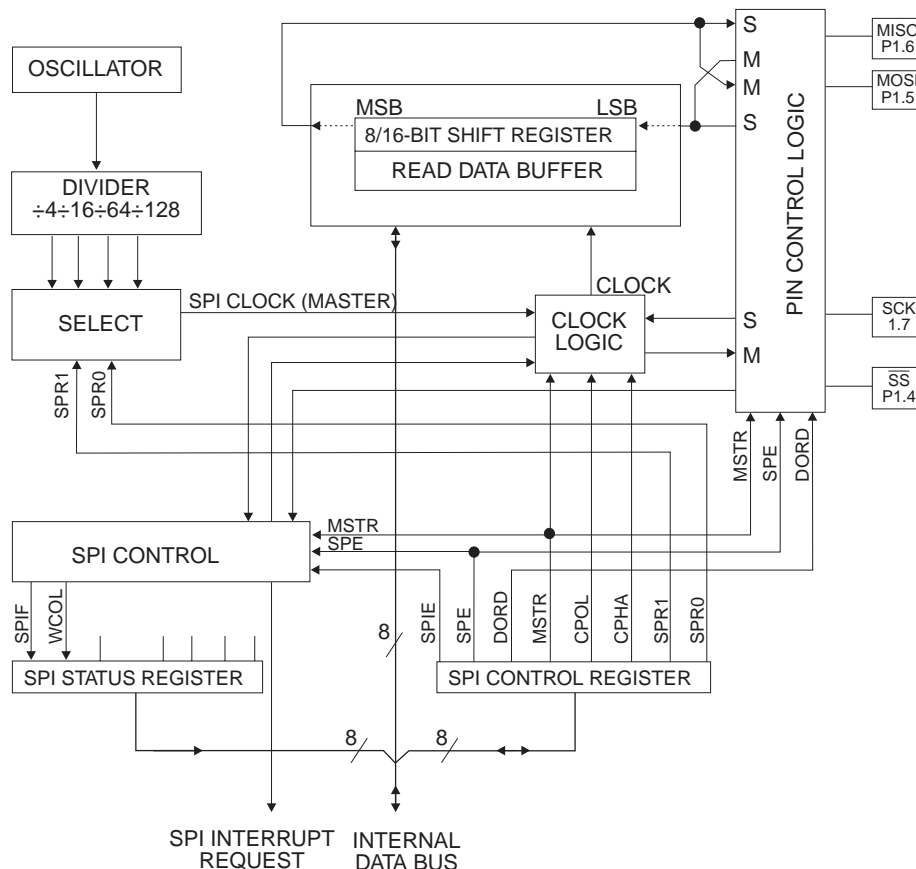 OSCILLATOR
DIVIDER
÷4÷16÷64÷128
SELECT
SPR1
SPR0
SPI CLOCK (MASTER)
MSB
LSB
8/16-BIT SHIFT REGISTER
READ DATA BUFFER
CLOCK
CLOCK
LOGIC
S
M
M
S
S
M
PIN CONTROL LOGIC
MISO
P1.6
MOSI
P1.5
SCK
1.7
SS
P1.4
MSTR
SPE
DORD
MSTR
SPE
SPI CONTROL
SPIF
WCOL
SPI STATUS REGISTER
8
SPIE
SPE
DORD
MSTR
CPOL
CPHA
SPR1
SPR0
SPI CONTROL REGISTER
8
8
SPI INTERRUPT
REQUEST
INTERNAL
DATA BUS